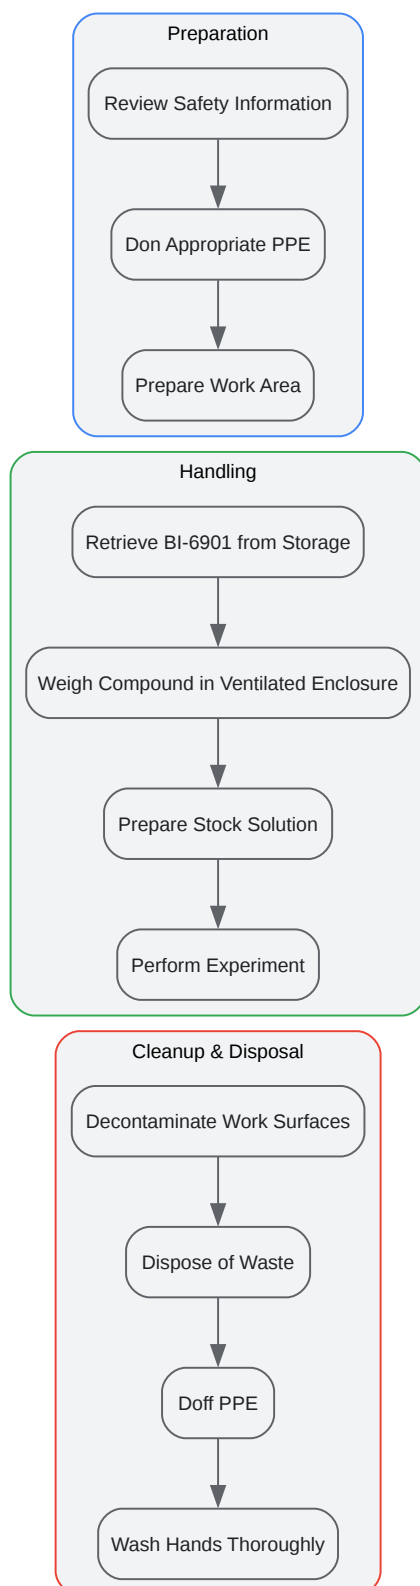 Preparation
Review Safety Information
Don Appropriate PPE
Prepare Work Area
Handling
Retrieve BI-6901 from Storage
Weigh Compound in Ventilated Enclosure
Prepare Stock Solution
Perform Experiment
Cleanup & Disposal
Decontaminate Work Surfaces
Dispose of Waste
Doff PPE
Wash Hands Thoroughly